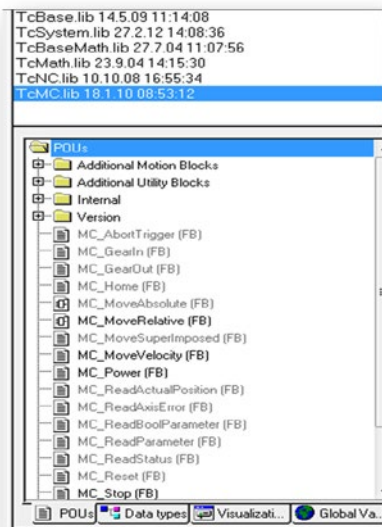 TcBase.lib 14.5.09 11:14:08
TcSystem.lib 27.2.12 14:08:36
TcBaseMath.lib 27.7.04 11:07:56
TcMath.lib 23.9.04 14:15:30
TcNC.lib 10.10.08 16:55:34
TcMC.lib 18.1.10 08:53:12
POUs
Additional Motion Blocks
Additional Utility Blocks
Internal
Version
MC_AbortTrigger (FB)
MC_GearIn (FB)
MC_GearOut (FB)
MC_Home (FB)
MC_MoveAbsolute (FB)
MC_MoveRelative (FB)
MC_MoveSuperImposed (FB)
MC_MoveVelocity (FB)
MC_Power (FB)
MC_ReadActualPosition (FB)
MC_ReadAxisError (FB)
MC_ReadBoolParameter (FB)
MC_ReadParameter (FB)
MC_ReadStatus (FB)
MC_Reset (FB)
MC_Stop (FB)
POUs Data types Visualizati... Global Va...